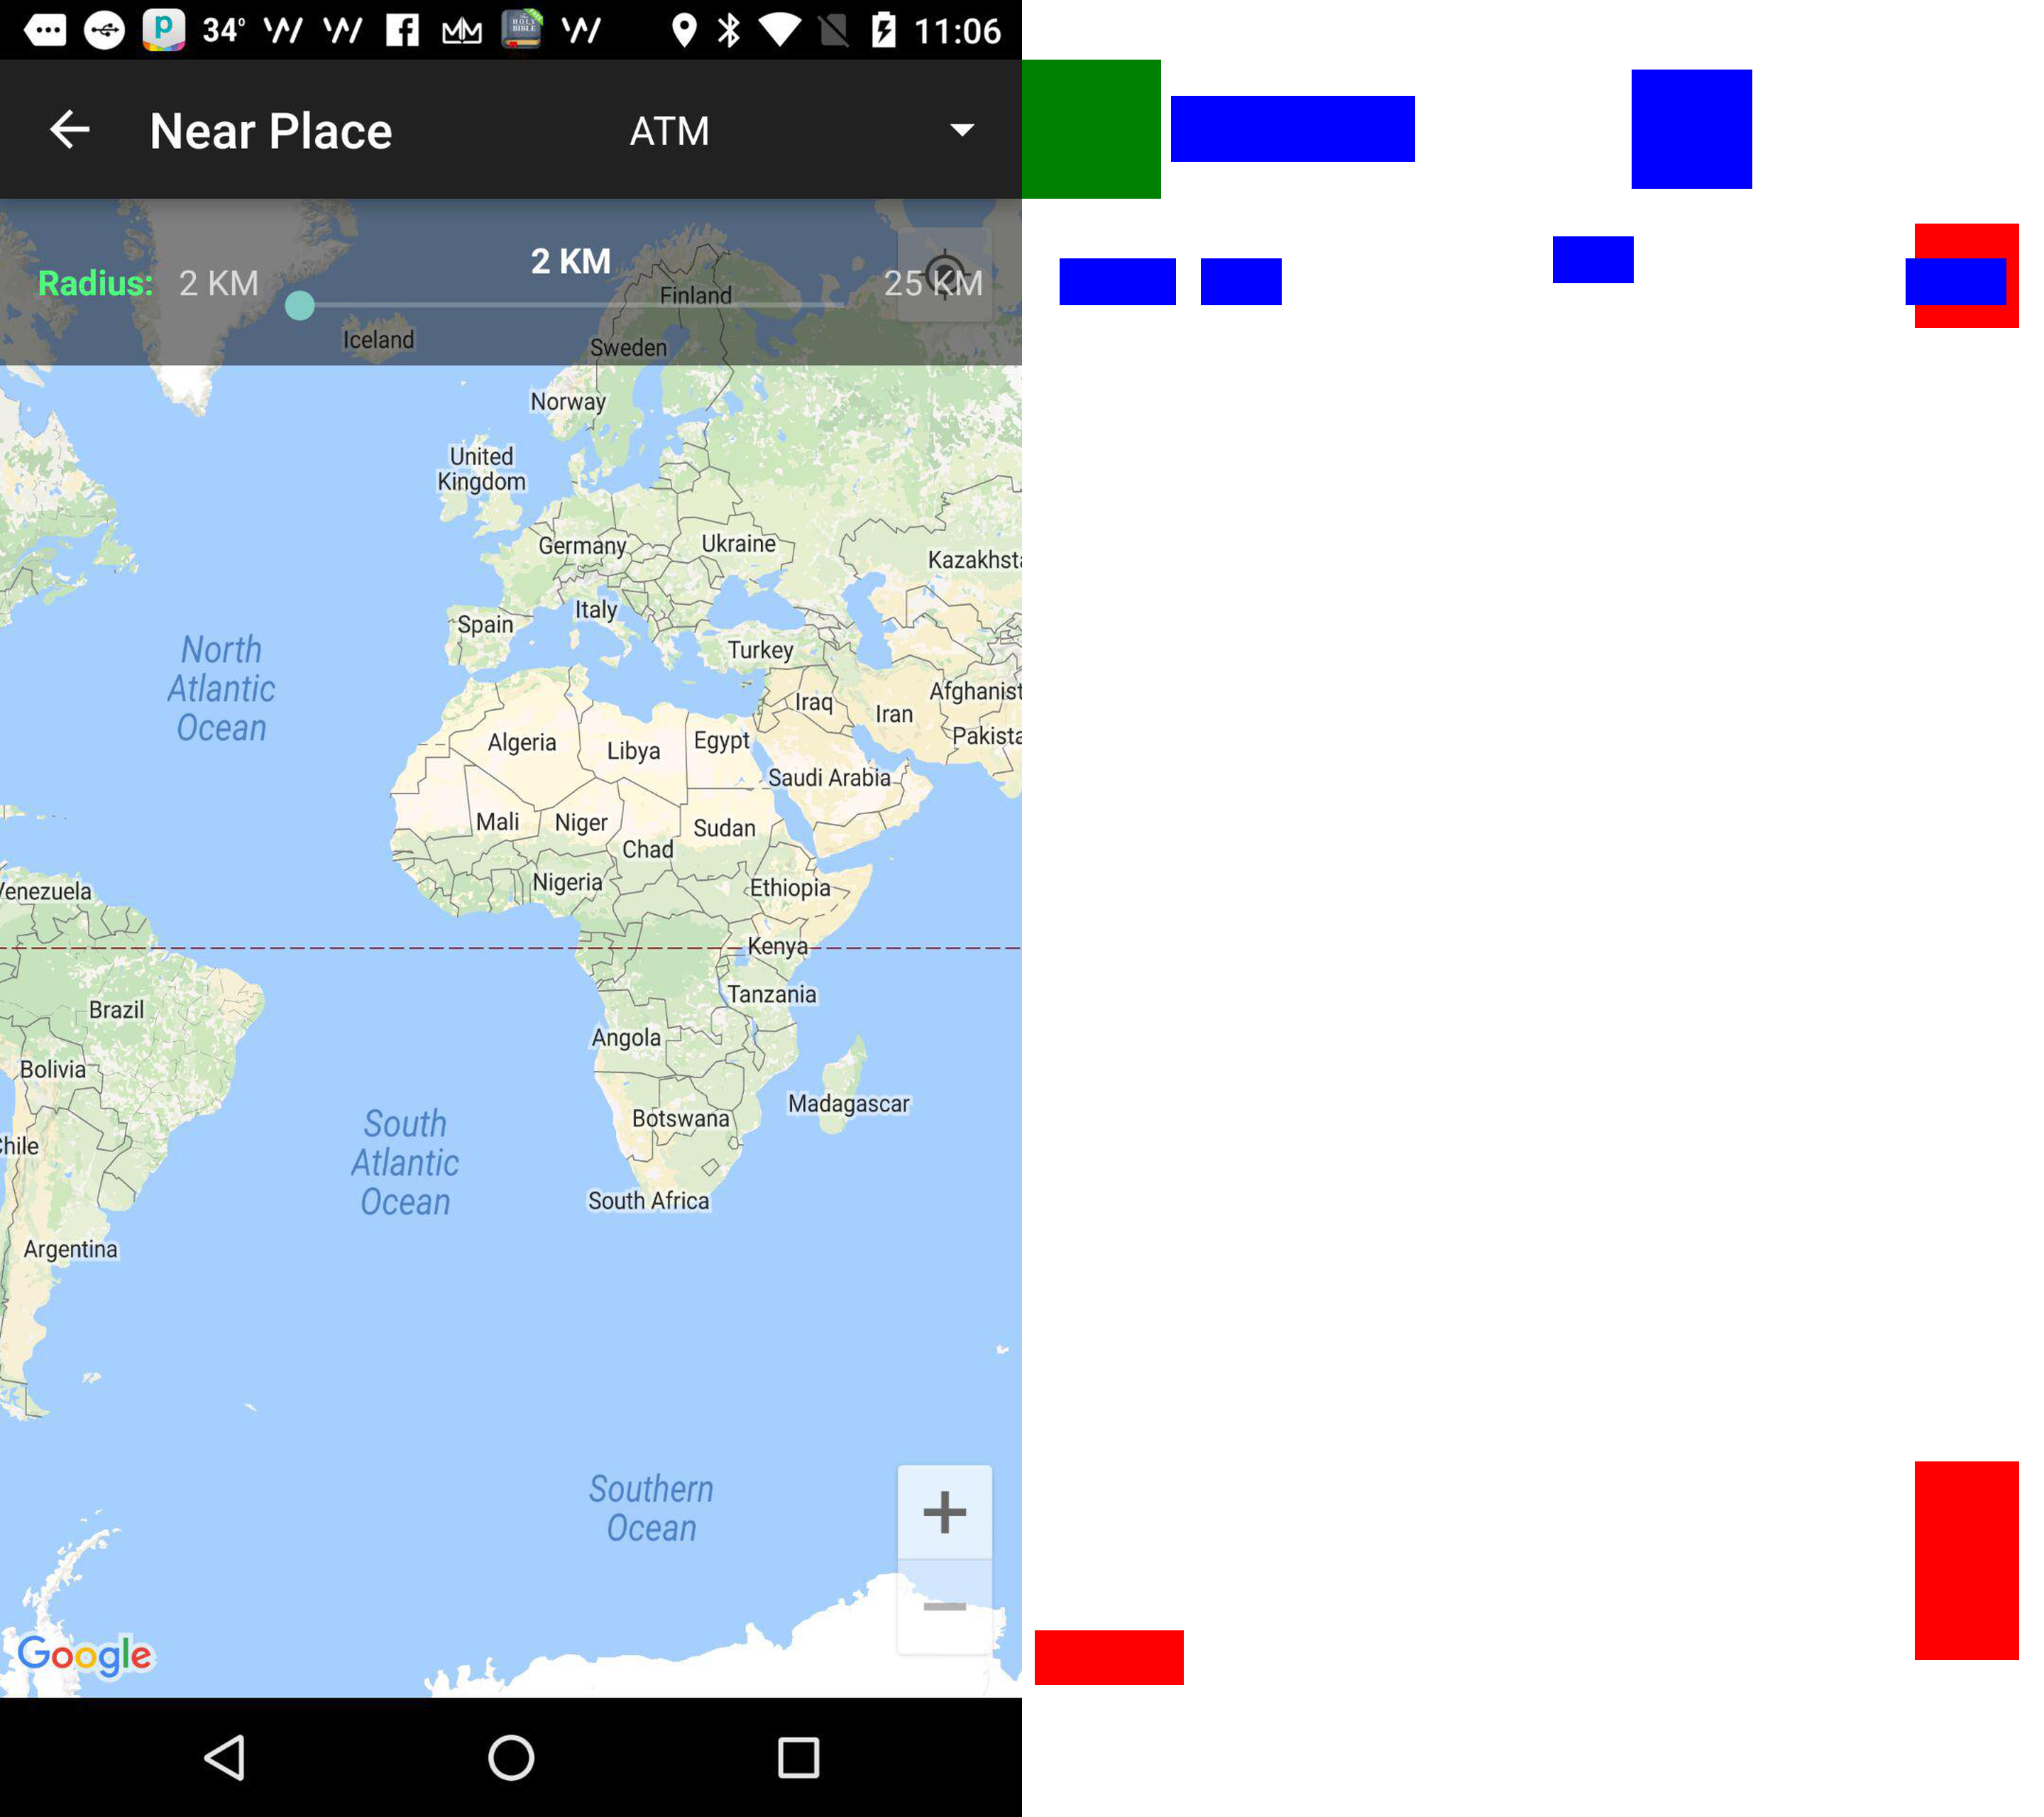 34° 11:06
Near Place ATM
Radius: 2 KM 2 KM 25 KM
Finland
Iceland
Sweden
Norway
United
Kingdom
Germany
Ukraine
Kazakhsta
Italy
Spain
Turkey
North
Atlantic
Ocean
Iraq
Iran
Afghanist
Pakista
Algeria
Libya
Egypt
Saudi Arabia
Mali
Niger
Sudan
Chad
Nigeria
Ethiopia
Venezuela
Kenya
Tanzania
Brazil
Angola
Bolivia
Madagascar
Botswana
South
Atlantic
Ocean
Chile
South Africa
Argentina
Southern
Ocean
Google